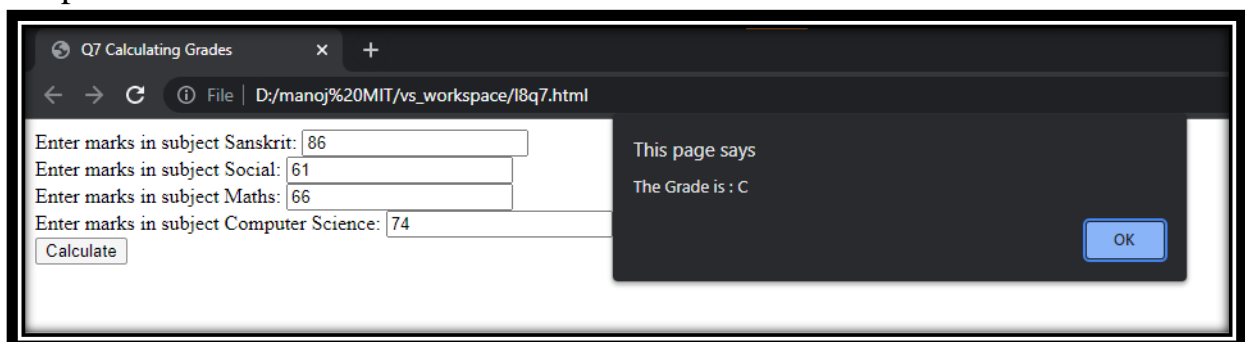 Q7 Calculating Grades
File | D:/manoj%20MIT/vs_workspace/l8q7.html
Enter marks in subject Sanskrit: 86
Enter marks in subject Social: 61
Enter marks in subject Maths: 66
Enter marks in subject Computer Science: 74
Calculate
This page says
The Grade is : C
OK